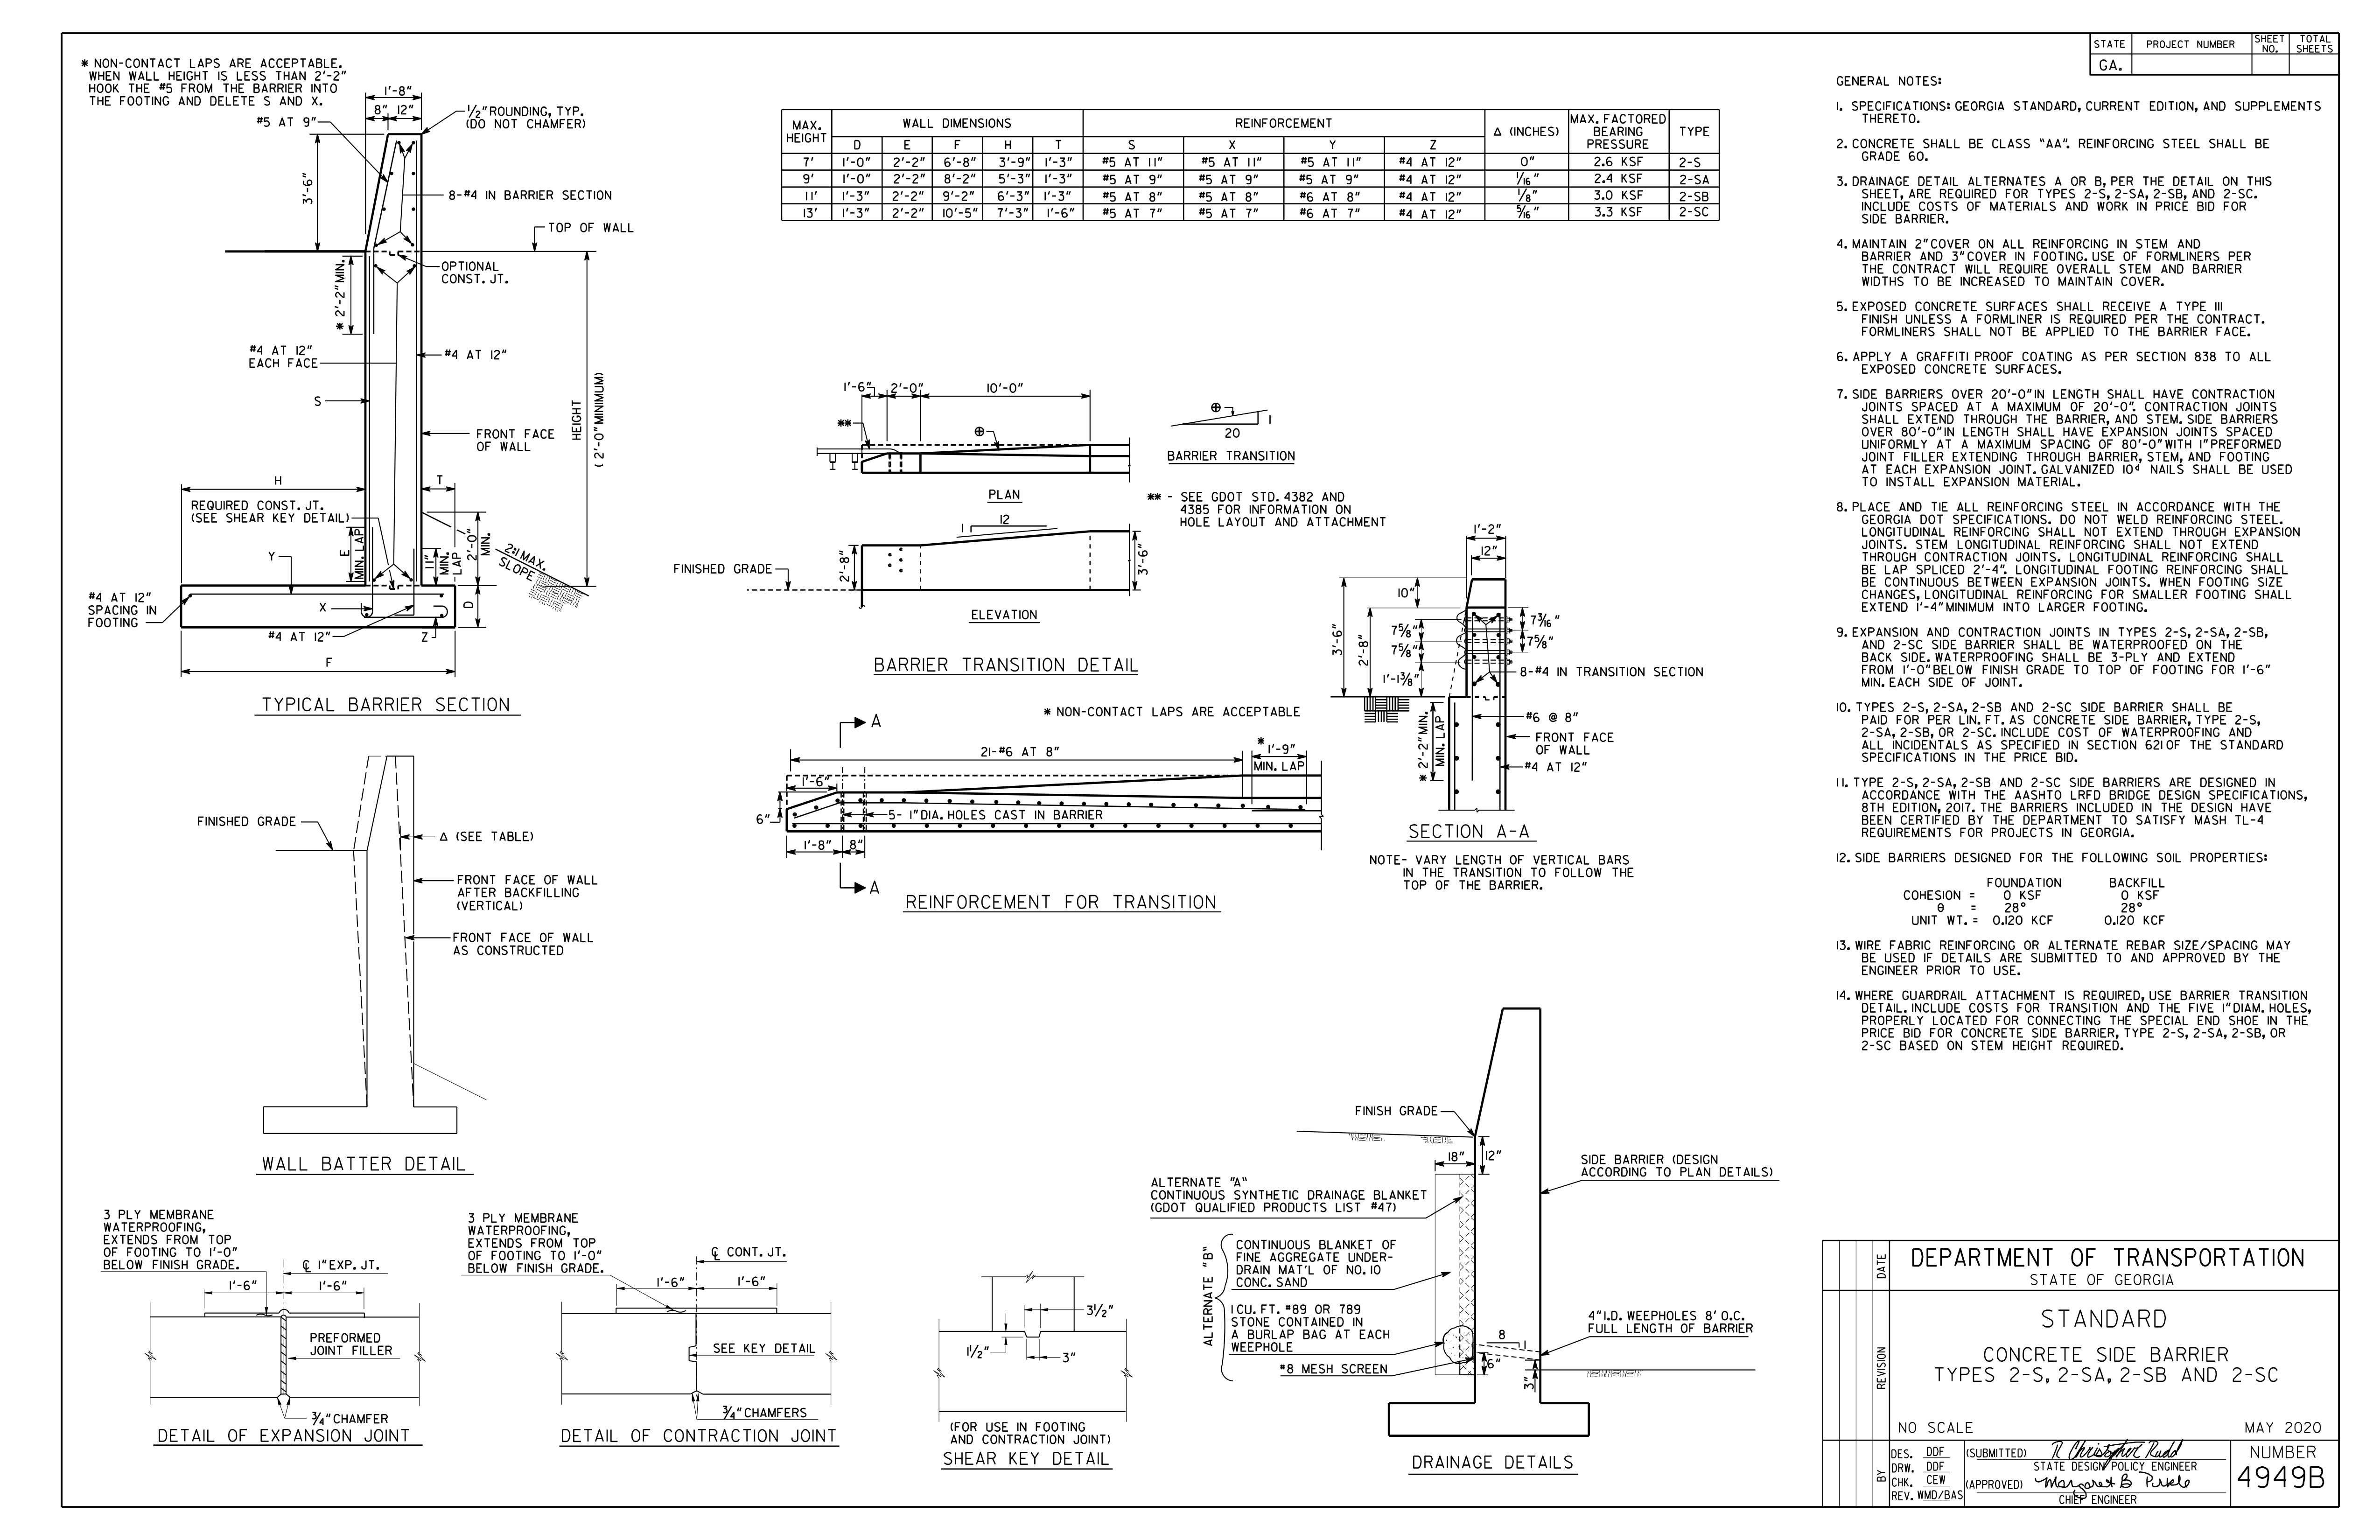 STATE PROJECT NUMBER SHEET NO. TOTAL SHEETS
GA.
* NON-CONTACT LAPS ARE ACCEPTABLE.
WHEN WALL HEIGHT IS LESS THAN 2'-2"
HOOK THE #5 FROM THE BARRIER INTO
THE FOOTING AND DELETE S AND X.
1'-8"
8" 12"
#5 AT 9"
1/2" ROUNDING, TYP.
(DO NOT CHAMFER)
3'-6"
8-#4 IN BARRIER SECTION
TOP OF WALL
OPTIONAL
CONST. JT.
* 2'-2" MIN.
#4 AT 12"
EACH FACE
#4 AT 12"
S
HEIGHT
( 2'-0" MINIMUM)
FRONT FACE
OF WALL
H
T
REQUIRED CONST. JT.
(SEE SHEAR KEY DETAIL)
E
MIN. LAP
11"
MIN.
LAP
2'-0"
MIN.
2:1 MAX.
SLOPE
Y
#4 AT 12"
SPACING IN
FOOTING
X
D
#4 AT 12"
Z
F
TYPICAL BARRIER SECTION
MAX. HEIGHT WALL DIMENSIONS REINFORCEMENT Δ (INCHES) MAX. FACTORED BEARING PRESSURE TYPE
D E F H T S X Y Z
7' 1'-0" 2'-2" 6'-8" 3'-9" 1'-3" #5 AT 11" #5 AT 11" #5 AT 11" #4 AT 12" 0" 2.6 KSF 2-S
9' 1'-0" 2'-2" 8'-2" 5'-3" 1'-3" #5 AT 9" #5 AT 9" #5 AT 9" #4 AT 12" 1/16" 2.4 KSF 2-SA
11' 1'-3" 2'-2" 9'-2" 6'-3" 1'-3" #5 AT 8" #5 AT 8" #6 AT 8" #4 AT 12" 1/8" 3.0 KSF 2-SB
13' 1'-3" 2'-2" 10'-5" 7'-3" 1'-6" #5 AT 7" #5 AT 7" #6 AT 7" #4 AT 12" 5/16" 3.3 KSF 2-SC
1'-6" 2'-0" 10'-0"
**
⊕
PLAN
⊕
1
20
BARRIER TRANSITION
** - SEE GDOT STD. 4382 AND
4385 FOR INFORMATION ON
HOLE LAYOUT AND ATTACHMENT
1
12
FINISHED GRADE
2'-8"
3'-6"
ELEVATION
BARRIER TRANSITION DETAIL
* NON-CONTACT LAPS ARE ACCEPTABLE
A
21-#6 AT 8"
*
1'-9"
MIN. LAP
1'-6"
6"
5- 1" DIA. HOLES CAST IN BARRIER
1'-8" 8"
A
REINFORCEMENT FOR TRANSITION
1'-2"
12"
10"
3'-6"
2'-8"
7 5/8"
7 5/8"
1'-1 3/8"
7 3/16"
7 5/8"
8-#4 IN TRANSITION SECTION
#6 @ 8"
* 2'-2" MIN.
MIN. LAP
FRONT FACE
OF WALL
#4 AT 12"
SECTION A-A
NOTE- VARY LENGTH OF VERTICAL BARS
IN THE TRANSITION TO FOLLOW THE
TOP OF THE BARRIER.
FINISHED GRADE
Δ (SEE TABLE)
FRONT FACE OF WALL
AFTER BACKFILLING
(VERTICAL)
FRONT FACE OF WALL
AS CONSTRUCTED
WALL BATTER DETAIL
3 PLY MEMBRANE
WATERPROOFING,
EXTENDS FROM TOP
OF FOOTING TO 1'-0"
BELOW FINISH GRADE.
℄ 1" EXP. JT.
1'-6" 1'-6"
PREFORMED
JOINT FILLER
3/4" CHAMFER
DETAIL OF EXPANSION JOINT
3 PLY MEMBRANE
WATERPROOFING,
EXTENDS FROM TOP
OF FOOTING TO 1'-0"
BELOW FINISH GRADE.
℄ CONT. JT.
1'-6" 1'-6"
SEE KEY DETAIL
3/4" CHAMFERS
DETAIL OF CONTRACTION JOINT
3 1/2"
1 1/2"
3"
(FOR USE IN FOOTING
AND CONTRACTION JOINT)
SHEAR KEY DETAIL
FINISH GRADE
18"
12"
ALTERNATE "A"
CONTINUOUS SYNTHETIC DRAINAGE BLANKET
(GDOT QUALIFIED PRODUCTS LIST #47)
ALTERNATE "B"
CONTINUOUS BLANKET OF
FINE AGGREGATE UNDER-
DRAIN MAT'L OF NO. 10
CONC. SAND
1 CU. FT. #89 OR 789
STONE CONTAINED IN
A BURLAP BAG AT EACH
WEEPHOLE
#8 MESH SCREEN
8
1
6"
3"
SIDE BARRIER (DESIGN
ACCORDING TO PLAN DETAILS)
4" I.D. WEEPHOLES 8' O.C.
FULL LENGTH OF BARRIER
DRAINAGE DETAILS
GENERAL NOTES:
1. SPECIFICATIONS: GEORGIA STANDARD, CURRENT EDITION, AND SUPPLEMENTS
THERETO.
2. CONCRETE SHALL BE CLASS "AA". REINFORCING STEEL SHALL BE
GRADE 60.
3. DRAINAGE DETAIL ALTERNATES A OR B, PER THE DETAIL ON THIS
SHEET, ARE REQUIRED FOR TYPES 2-S, 2-SA, 2-SB, AND 2-SC.
INCLUDE COSTS OF MATERIALS AND WORK IN PRICE BID FOR
SIDE BARRIER.
4. MAINTAIN 2" COVER ON ALL REINFORCING IN STEM AND
BARRIER AND 3" COVER IN FOOTING. USE OF FORMLINERS PER
THE CONTRACT WILL REQUIRE OVERALL STEM AND BARRIER
WIDTHS TO BE INCREASED TO MAINTAIN COVER.
5. EXPOSED CONCRETE SURFACES SHALL RECEIVE A TYPE III
FINISH UNLESS A FORMLINER IS REQUIRED PER THE CONTRACT.
FORMLINERS SHALL NOT BE APPLIED TO THE BARRIER FACE.
6. APPLY A GRAFFITI PROOF COATING AS PER SECTION 838 TO ALL
EXPOSED CONCRETE SURFACES.
7. SIDE BARRIERS OVER 20'-0" IN LENGTH SHALL HAVE CONTRACTION
JOINTS SPACED AT A MAXIMUM OF 20'-0". CONTRACTION JOINTS
SHALL EXTEND THROUGH THE BARRIER, AND STEM. SIDE BARRIERS
OVER 80'-0" IN LENGTH SHALL HAVE EXPANSION JOINTS SPACED
UNIFORMLY AT A MAXIMUM SPACING OF 80'-0" WITH 1" PREFORMED
JOINT FILLER EXTENDING THROUGH BARRIER, STEM, AND FOOTING
AT EACH EXPANSION JOINT. GALVANIZED 10d NAILS SHALL BE USED
TO INSTALL EXPANSION MATERIAL.
8. PLACE AND TIE ALL REINFORCING STEEL IN ACCORDANCE WITH THE
GEORGIA DOT SPECIFICATIONS. DO NOT WELD REINFORCING STEEL.
LONGITUDINAL REINFORCING SHALL NOT EXTEND THROUGH EXPANSION
JOINTS. STEM LONGITUDINAL REINFORCING SHALL NOT EXTEND
THROUGH CONTRACTION JOINTS. LONGITUDINAL REINFORCING SHALL
BE LAP SPLICED 2'-4". LONGITUDINAL FOOTING REINFORCING SHALL
BE CONTINUOUS BETWEEN EXPANSION JOINTS. WHEN FOOTING SIZE
CHANGES, LONGITUDINAL REINFORCING FOR SMALLER FOOTING SHALL
EXTEND 1'-4" MINIMUM INTO LARGER FOOTING.
9. EXPANSION AND CONTRACTION JOINTS IN TYPES 2-S, 2-SA, 2-SB,
AND 2-SC SIDE BARRIER SHALL BE WATERPROOFED ON THE
BACK SIDE. WATERPROOFING SHALL BE 3-PLY AND EXTEND
FROM 1'-0" BELOW FINISH GRADE TO TOP OF FOOTING FOR 1'-6"
MIN. EACH SIDE OF JOINT.
10. TYPES 2-S, 2-SA, 2-SB AND 2-SC SIDE BARRIER SHALL BE
PAID FOR PER LIN. FT. AS CONCRETE SIDE BARRIER, TYPE 2-S,
2-SA, 2-SB, OR 2-SC. INCLUDE COST OF WATERPROOFING AND
ALL INCIDENTALS AS SPECIFIED IN SECTION 621 OF THE STANDARD
SPECIFICATIONS IN THE PRICE BID.
11. TYPE 2-S, 2-SA, 2-SB AND 2-SC SIDE BARRIERS ARE DESIGNED IN
ACCORDANCE WITH THE AASHTO LRFD BRIDGE DESIGN SPECIFICATIONS,
8TH EDITION, 2017. THE BARRIERS INCLUDED IN THE DESIGN HAVE
BEEN CERTIFIED BY THE DEPARTMENT TO SATISFY MASH TL-4
REQUIREMENTS FOR PROJECTS IN GEORGIA.
12. SIDE BARRIERS DESIGNED FOR THE FOLLOWING SOIL PROPERTIES:
FOUNDATION BACKFILL
COHESION = 0 KSF 0 KSF
θ = 28° 28°
UNIT WT. = 0.120 KCF 0.120 KCF
13. WIRE FABRIC REINFORCING OR ALTERNATE REBAR SIZE/SPACING MAY
BE USED IF DETAILS ARE SUBMITTED TO AND APPROVED BY THE
ENGINEER PRIOR TO USE.
14. WHERE GUARDRAIL ATTACHMENT IS REQUIRED, USE BARRIER TRANSITION
DETAIL. INCLUDE COSTS FOR TRANSITION AND THE FIVE 1" DIAM. HOLES,
PROPERLY LOCATED FOR CONNECTING THE SPECIAL END SHOE IN THE
PRICE BID FOR CONCRETE SIDE BARRIER, TYPE 2-S, 2-SA, 2-SB, OR
2-SC BASED ON STEM HEIGHT REQUIRED.
DATE
REVISION
BY
DEPARTMENT OF TRANSPORTATION
STATE OF GEORGIA
STANDARD
CONCRETE SIDE BARRIER
TYPES 2-S, 2-SA, 2-SB AND 2-SC
NO SCALE MAY 2020
DES. DDF
DRW. DDF
CHK. CEW
REV. WMD/BAS
(SUBMITTED) R Christopher Rudd
STATE DESIGN POLICY ENGINEER
(APPROVED) Margaret B Pirkle
CHIEF ENGINEER
NUMBER
4949B